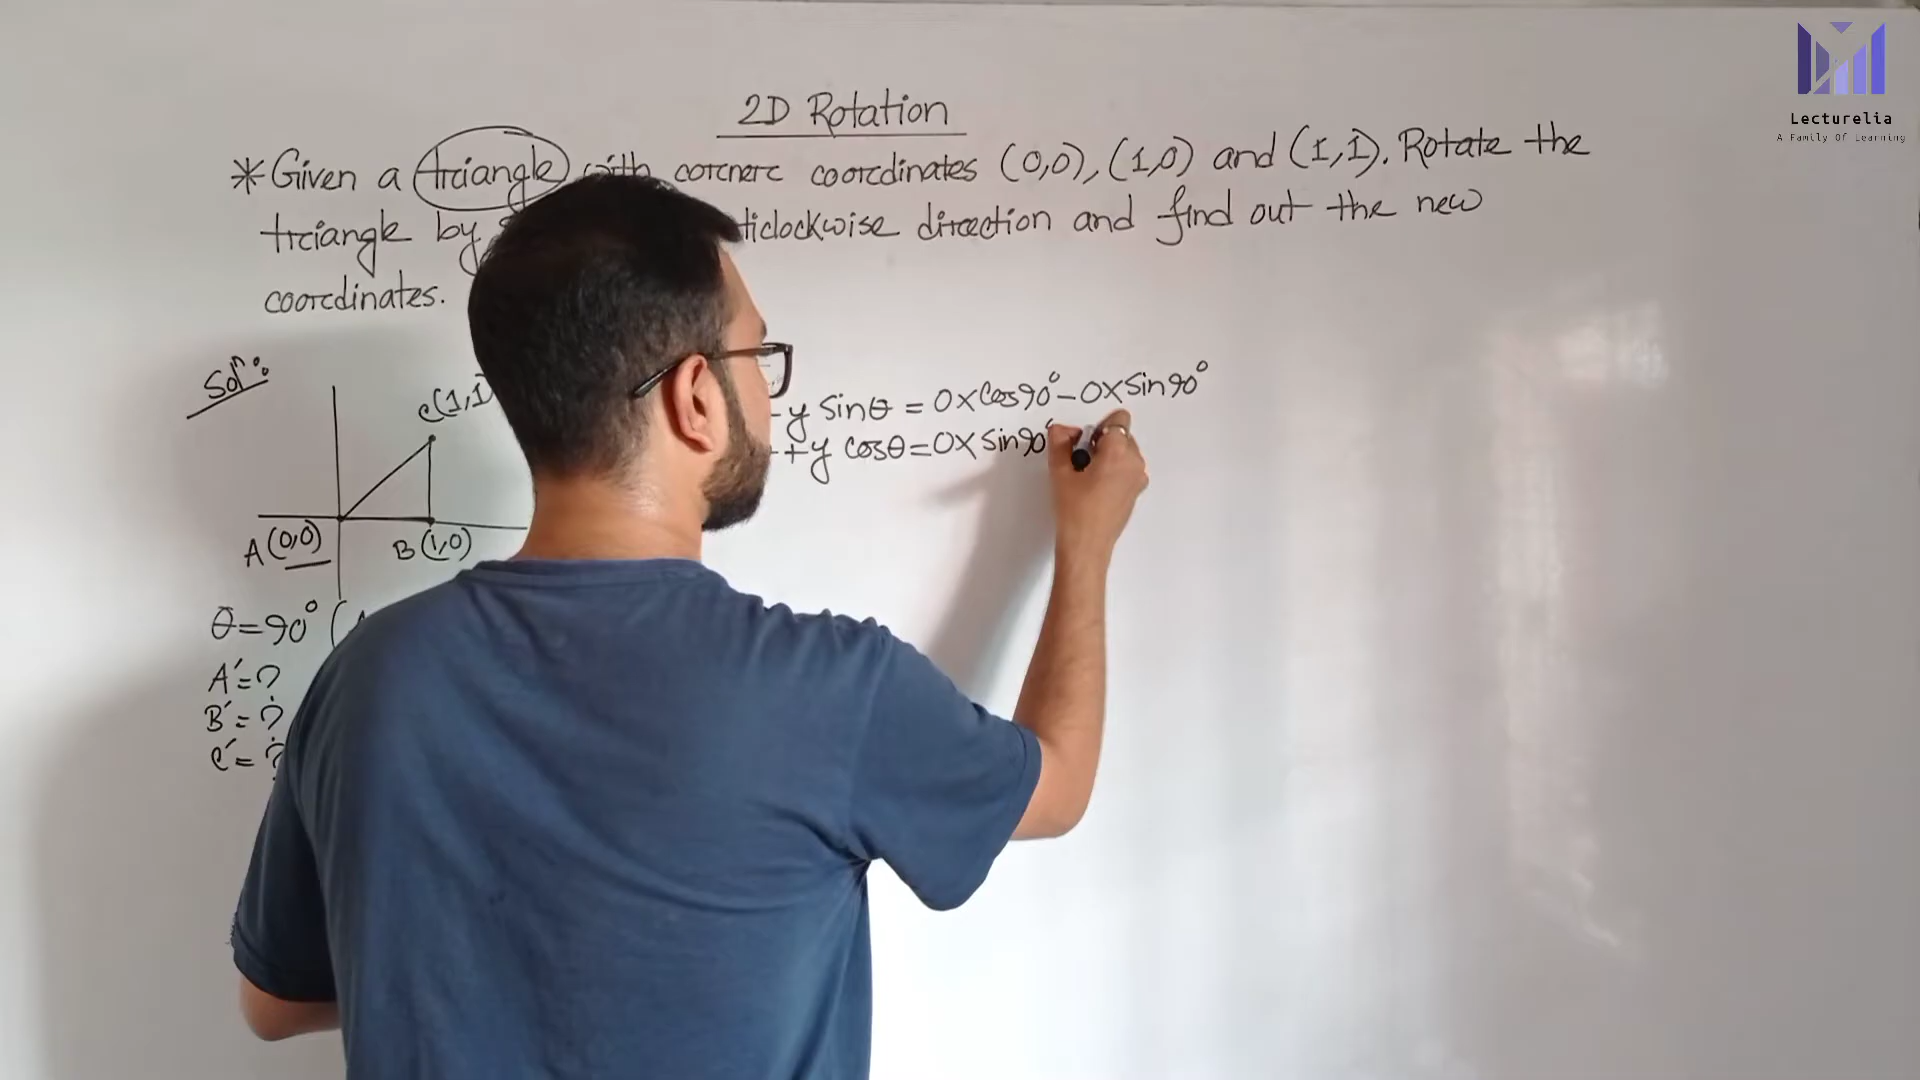 Lecturelia
A Family Of Learning
2D Rotation
*Given a triangle with corner coordinates (0,0), (1,0) and (1,1). Rotate the
triangle by ticlockwise direction and find out the new
coordinates.
Solⁿ:
C(1,1
A(0,0)
B(1,0)
θ=90° (
A′=?
B′=?
C′=?
-y sinθ = 0×cos90°-0×sin90°
+y cosθ=0×sin90°